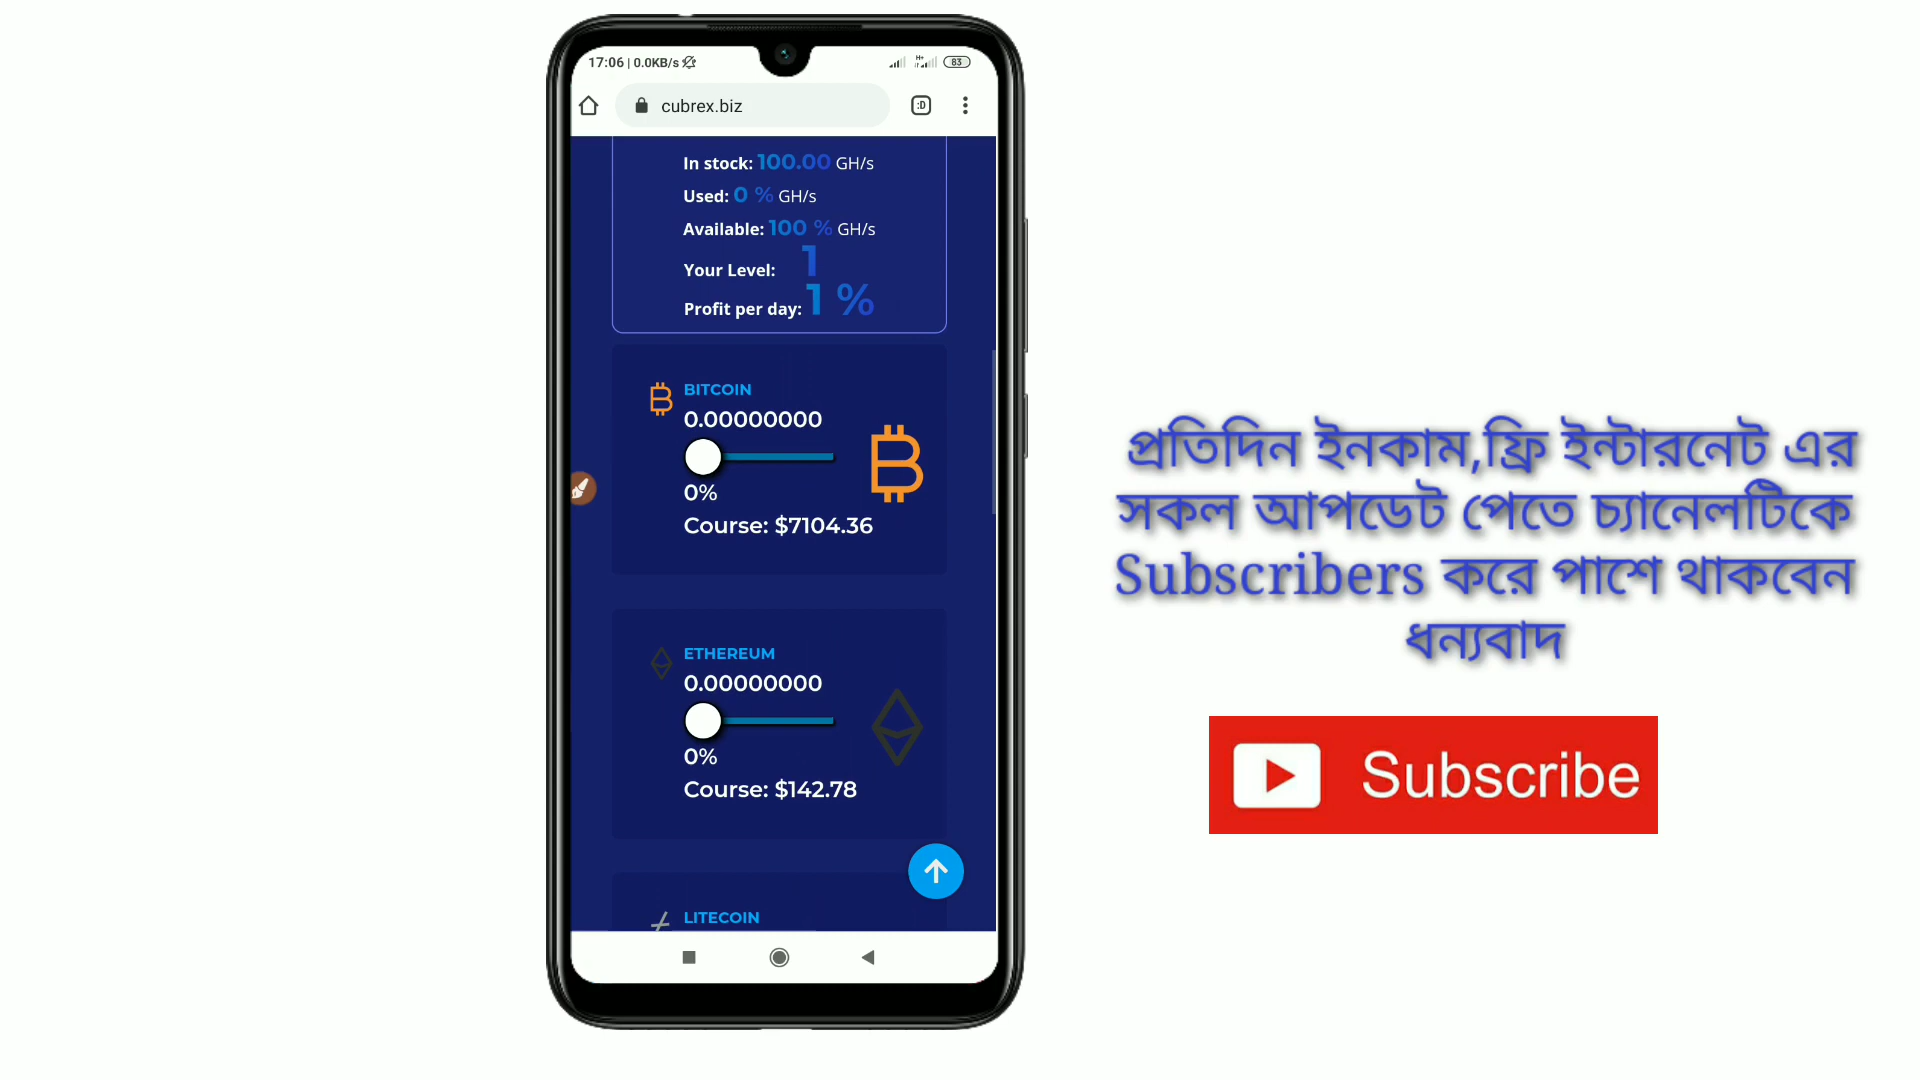 17:06 | 0.0KB/s
H+
83
cubrex.biz
:D
In stock: 100.00 GH/s
Used: 0 % GH/s
Available: 100 % GH/s
Your Level: 1
Profit per day: 1 %
BITCOIN
0.00000000
0%
Course: $7104.36
ETHEREUM
0.00000000
0%
Course: $142.78
LITECOIN
প্রতিদিন ইনকাম,ফ্রি ইন্টারনেট এর
সকল আপডেট পেতে চ্যানেলটিকে
Subscribers করে পাশে থাকবেন
ধন্যবাদ
Subscribe